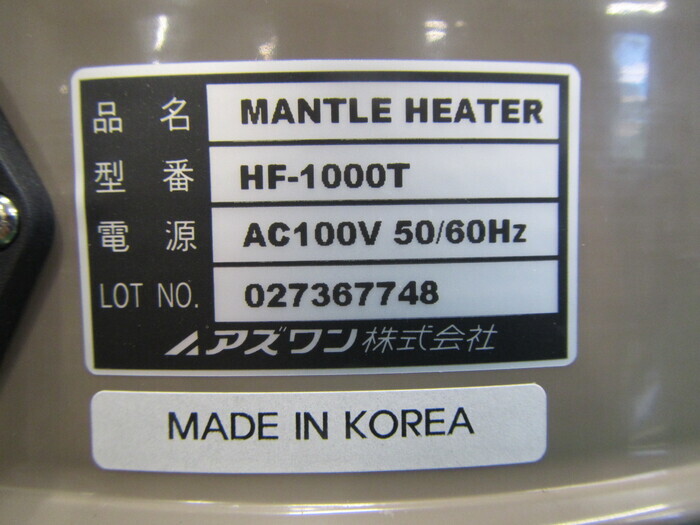 品名 MANTLE HEATER
型番 HF-1000T
電源 AC100V 50/60Hz
LOT NO. 027367748
アズワン株式会社
MADE IN KOREA